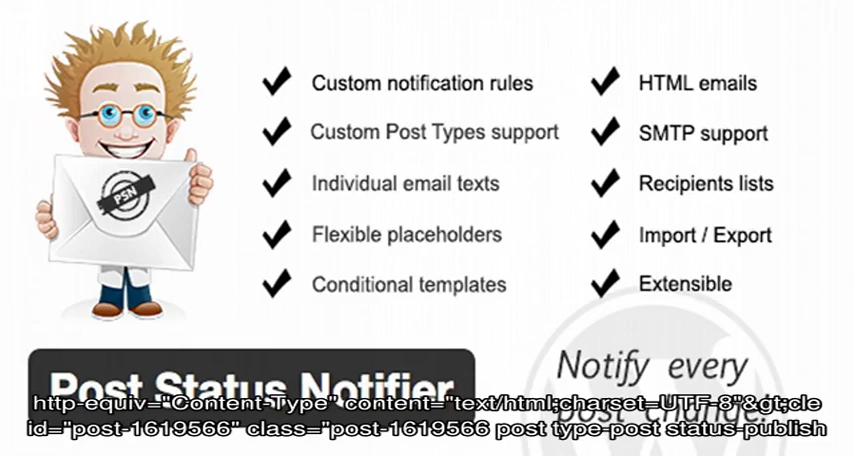 Custom notification rules
Custom Post Types support
Individual email texts
Flexible placeholders
Conditional templates
HTML emails
SMTP support
Recipients lists
Import / Export
Extensible
PSN
Post Status Notifier
Notify every
post change!
http-equiv="Content-Type" content="text/html;charset=UTF-8"&gt;cle
id="post-1619566" class="post-1619566 post type-post status-publish